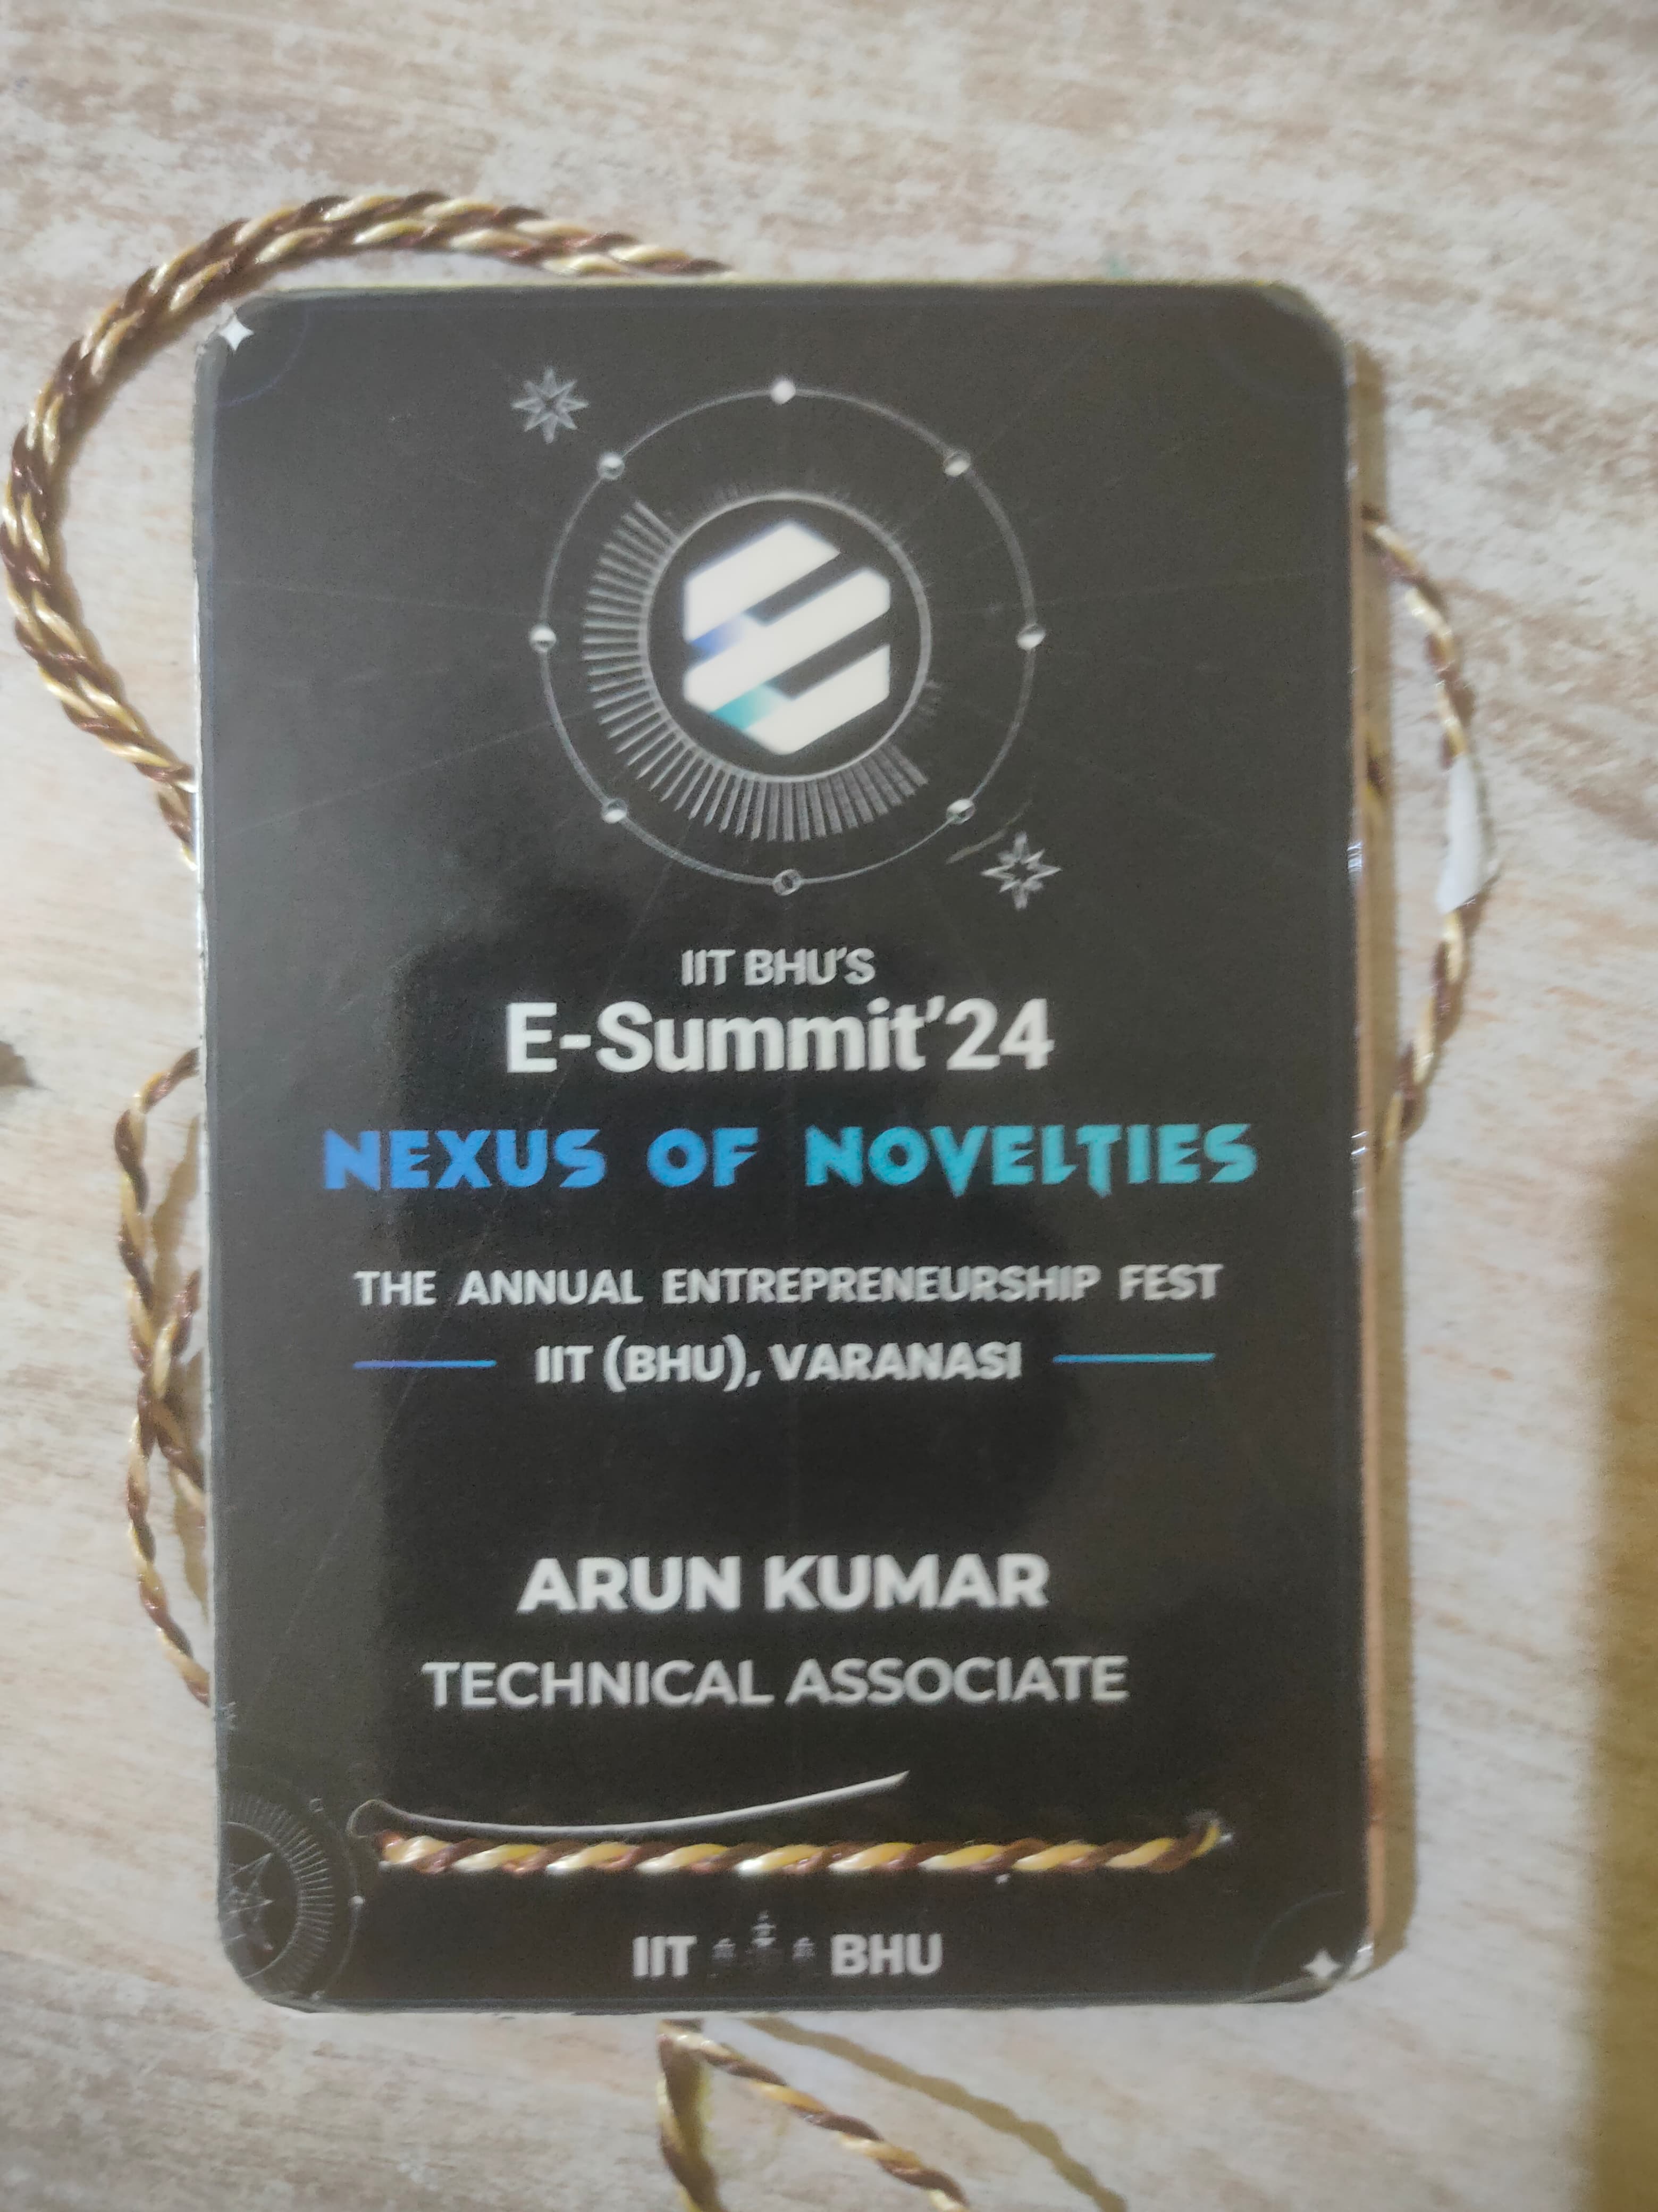 IIT BHU'S
E-Summit'24
NEXUS OF NOVELTIES
THE ANNUAL ENTREPRENEURSHIP FEST
IIT (BHU), VARANASI
ARUN KUMAR
TECHNICAL ASSOCIATE
IIT BHU